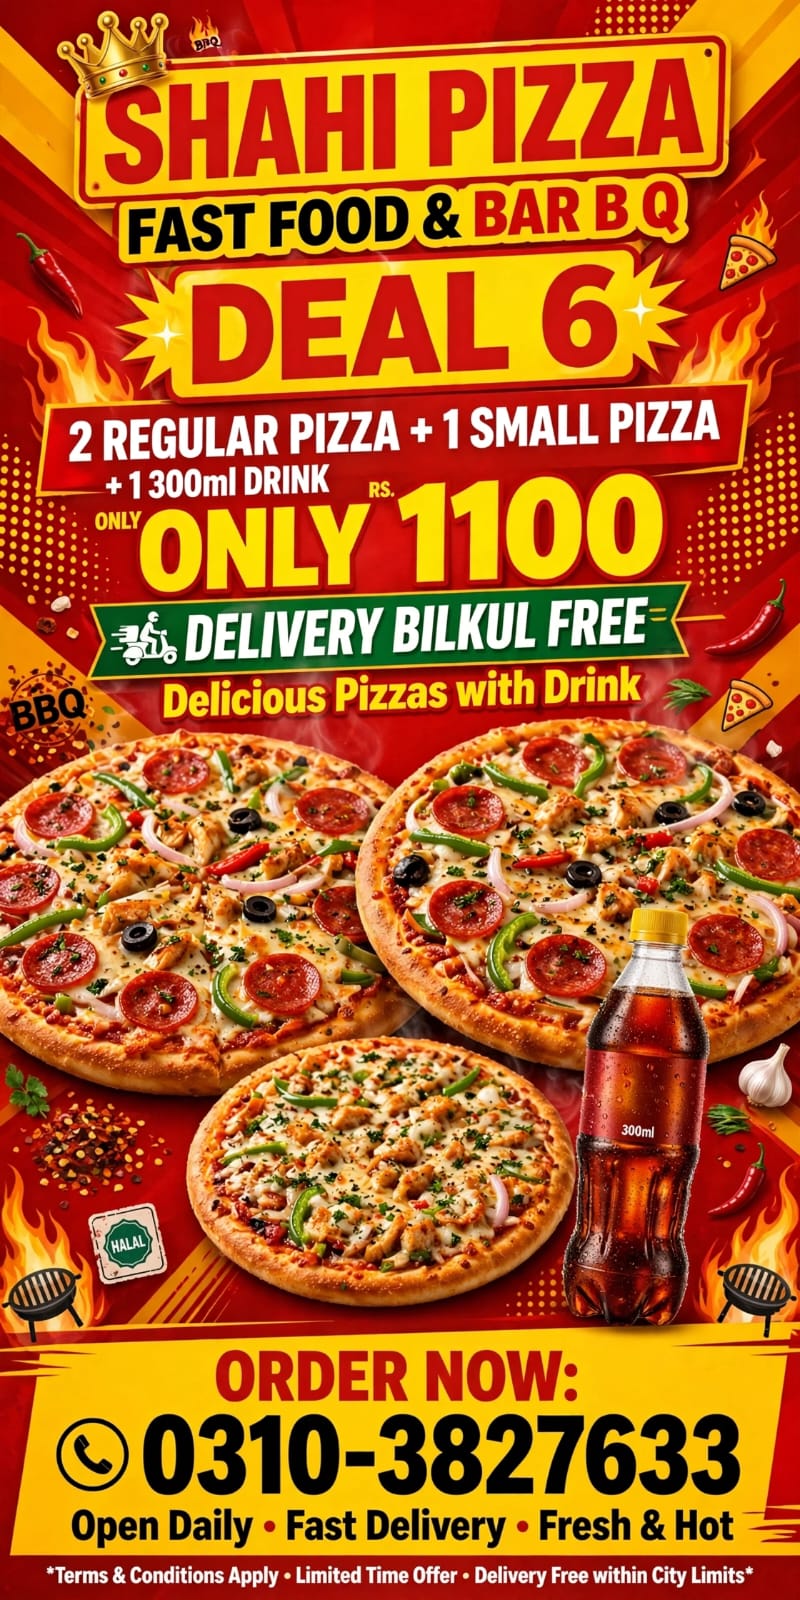 BBQ
SHAHI PIZZA
FAST FOOD & BAR B Q
DEAL 6
2 REGULAR PIZZA + 1 SMALL PIZZA
+ 1 300ml DRINK
ONLY ONLY RS. 1100
DELIVERY BILKUL FREE
Delicious Pizzas with Drink
BBQ
300ml
HALAL
ORDER NOW:
0310-3827633
Open Daily • Fast Delivery • Fresh & Hot
*Terms & Conditions Apply • Limited Time Offer • Delivery Free within City Limits*